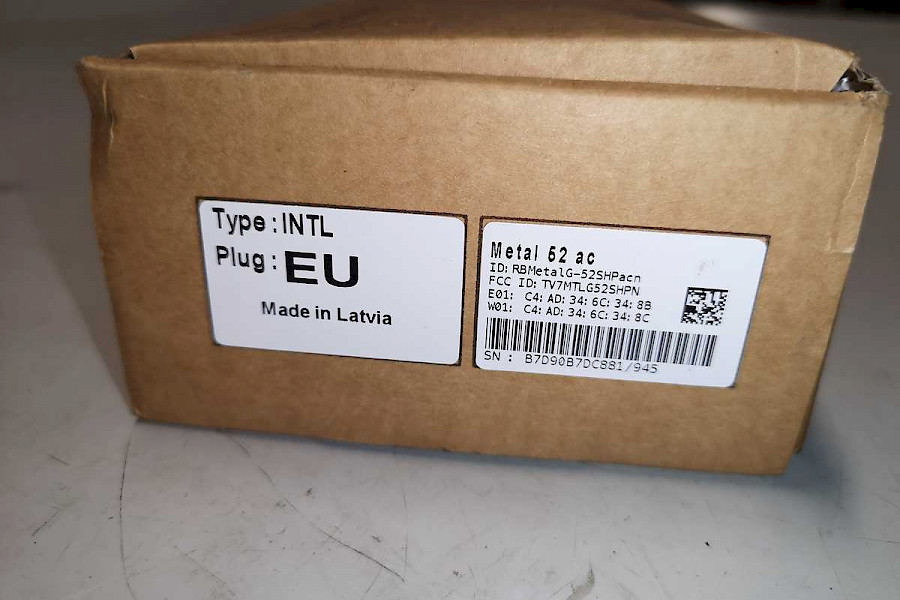 Type : INTL
Plug : EU
Made in Latvia
Metal 52 ac
ID: RBMetalG-52SHPacn
FCC ID: TV7MTLG52SHPN
E01: C4: AD: 34: 6C: 34: 8B
W01: C4: AD: 34: 6C: 34: 8C
SN : B7D90B7DC881/945